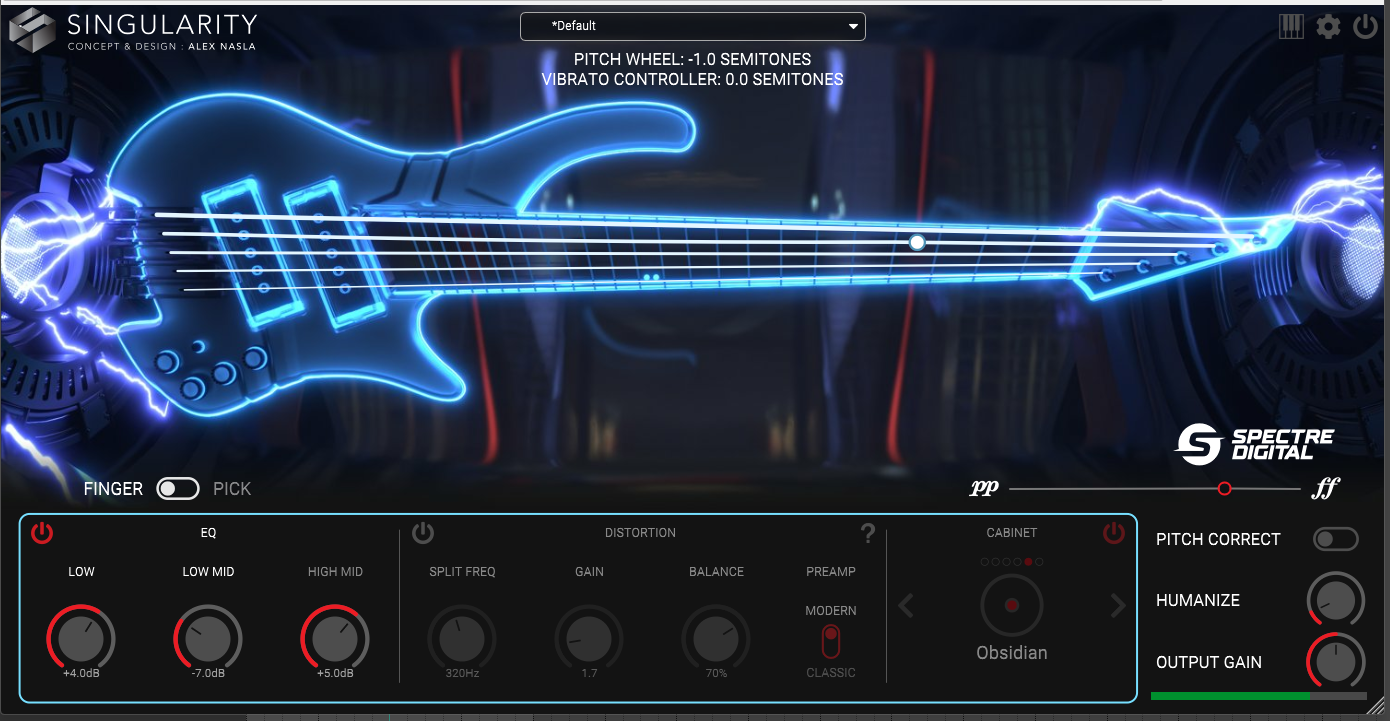 SINGULARITY
CONCEPT & DESIGN : ALEX NASLA
*Default
PITCH WHEEL: -1.0 SEMITONES
VIBRATO CONTROLLER: 0.0 SEMITONES
SPECTRE
DIGITAL
FINGER PICK
pp ff
EQ DISTORTION ? CABINET
PITCH CORRECT
LOW LOW MID HIGH MID SPLIT FREQ GAIN BALANCE PREAMP
HUMANIZE
MODERN
Obsidian
OUTPUT GAIN
+4.0dB -7.0dB +5.0dB 320Hz 1.7 70% CLASSIC